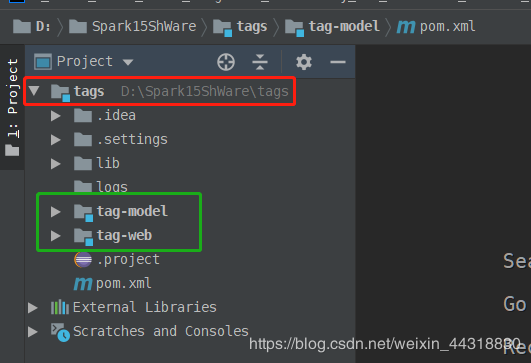 D: Spark15ShWare tags tag-model pom.xml
1: Project
Project
tags D:\Spark15ShWare\tags
.idea
.settings
lib
logs
tag-model
tag-web
.project
pom.xml
External Libraries
Scratches and Consoles
Sea
Go
Rec
https://blog.csdn.net/weixin_44318830